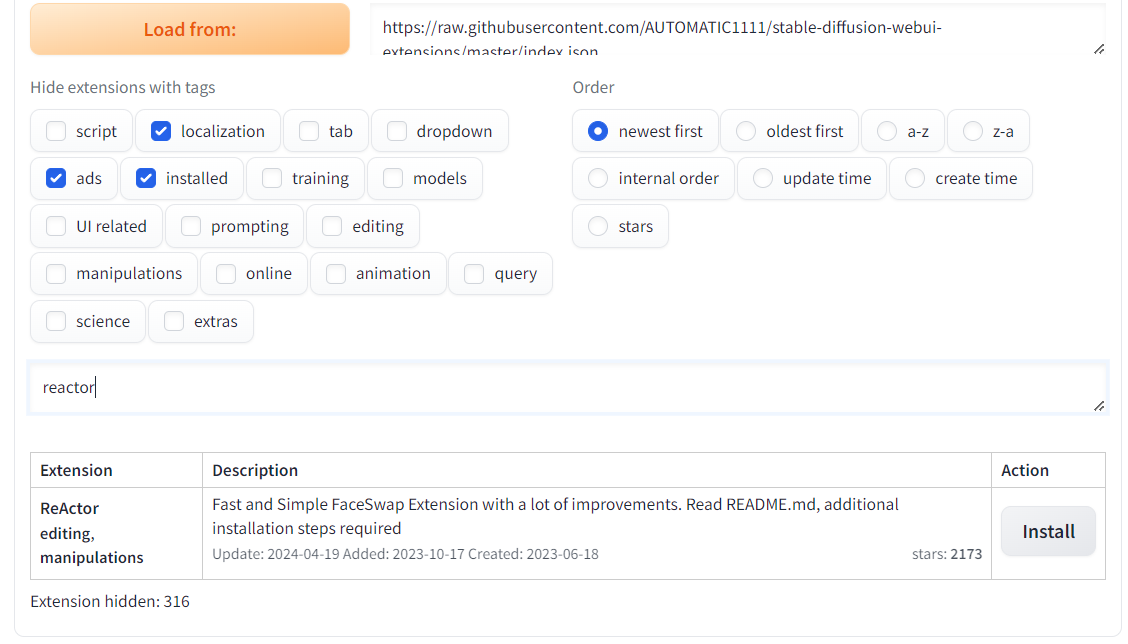 Load from:
https://raw.githubusercontent.com/AUTOMATIC1111/stable-diffusion-webui-
extensions/master/index.json
Hide extensions with tags
script localization tab dropdown
ads installed training models
UI related prompting editing
manipulations online animation query
science extras
Order
newest first oldest first a-z z-a
internal order update time create time
stars
reactor
Extension Description Action
ReActor
editing,
manipulations
Fast and Simple FaceSwap Extension with a lot of improvements. Read README.md, additional
installation steps required
Update: 2024-04-19 Added: 2023-10-17 Created: 2023-06-18 stars: 2173
Install
Extension hidden: 316